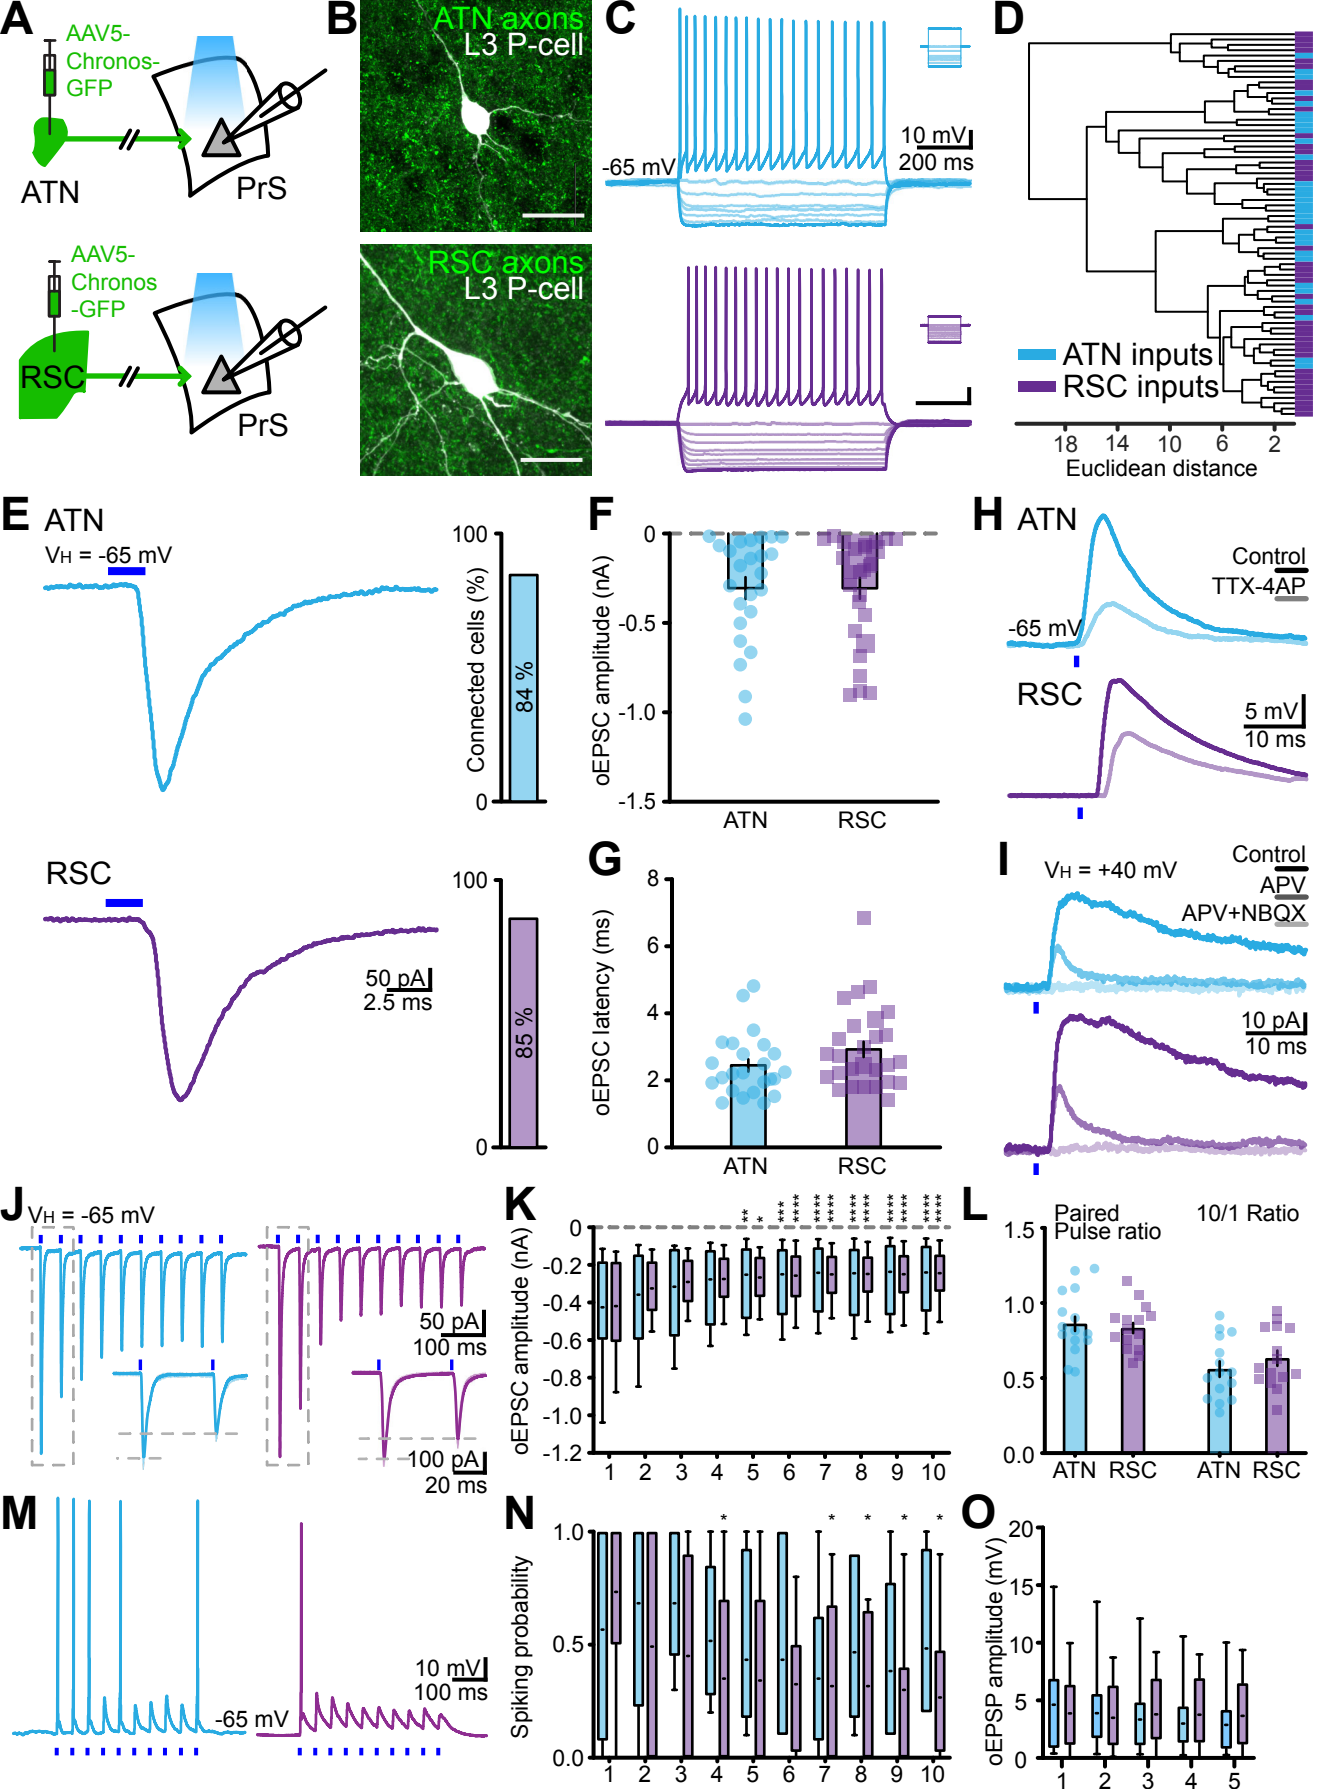 A
AAV5-
Chronos-
GFP
ATN
PrS
AAV5-
Chronos
-GFP
RSC
PrS
B
ATN axons
L3 P-cell
RSC axons
L3 P-cell
C
-65 mV
10 mV
200 ms
D
ATN inputs
RSC inputs
18 14 10 6 2
Euclidean distance
E
ATN
VH = -65 mV
100
Connected cells (%)
84 %
0
RSC
50 pA
2.5 ms
100
85 %
0
F
oEPSC amplitude (nA)
0
-0.5
-1.0
-1.5
ATN RSC
G
oEPSC latency (ms)
8
6
4
2
0
ATN RSC
H
ATN
Control
TTX-4AP
-65 mV
RSC
5 mV
10 ms
I
VH = +40 mV
Control
APV
APV+NBQX
10 pA
10 ms
J
VH = -65 mV
50 pA
100 ms
100 pA
20 ms
K
oEPSC amplitude (nA)
** * **** **** **** **** **** **** **** **** **** ****
0
-0.2
-0.4
-0.6
-0.8
-1.0
-1.2
1 2 3 4 5 6 7 8 9 10
L
Paired
Pulse ratio
10/1 Ratio
1.5
1.0
0.5
0.0
ATN RSC ATN RSC
M
-65 mV
10 mV
100 ms
N
Spiking probability
* * * * *
1.0
0.5
0.0
1 2 3 4 5 6 7 8 9 10
O
oEPSP amplitude (mV)
20
15
10
5
0
1 2 3 4 5